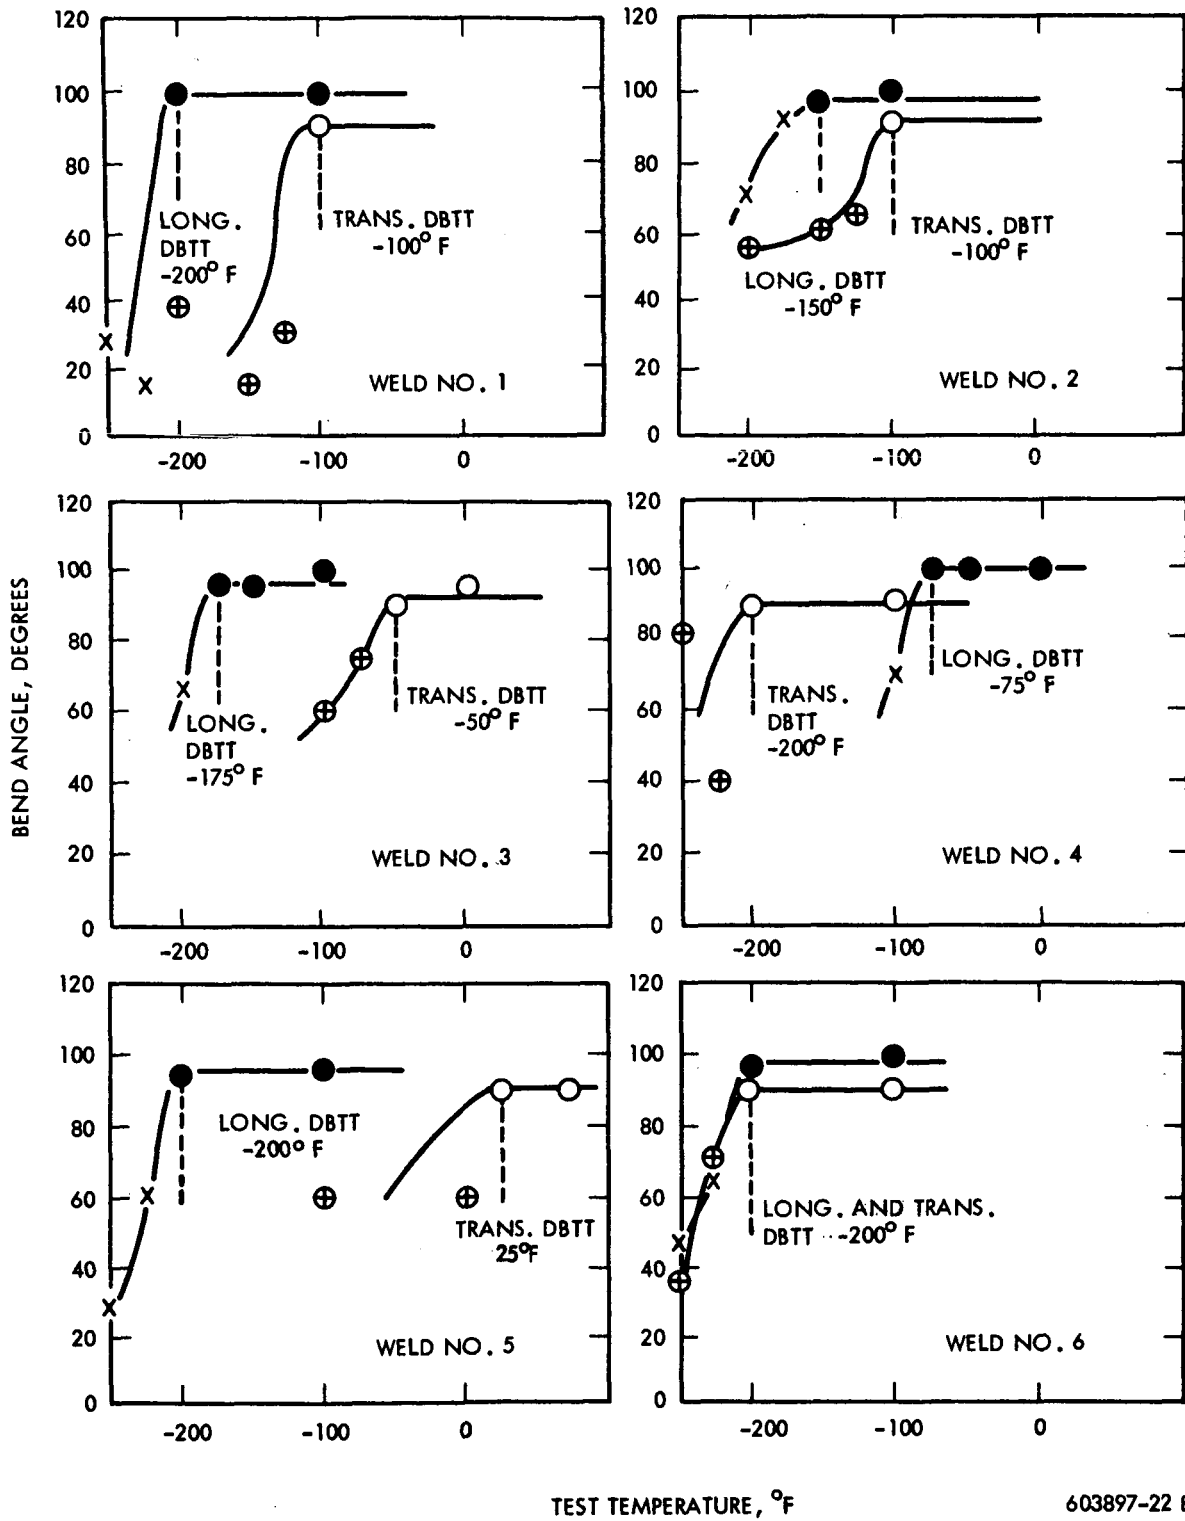 120
100
80
60
40
20
0
LONG.
DBTT
-200° F
TRANS. DBTT
-100° F
WELD NO. 1
-200
-100
0
120
100
80
60
40
20
0
LONG. DBTT
-150° F
TRANS. DBTT
-100° F
WELD NO. 2
-200
-100
0
BEND ANGLE, DEGREES
120
100
80
60
40
20
0
LONG.
DBTT
-175° F
TRANS. DBTT
-50° F
WELD NO. 3
-200
-100
0
120
100
80
60
40
20
0
TRANS.
DBTT
-200° F
LONG. DBTT
-75° F
WELD NO. 4
-200
-100
0
120
100
80
60
40
20
0
LONG. DBTT
-200° F
TRANS. DBTT
25°F
WELD NO. 5
-200
-100
0
120
100
80
60
40
20
0
LONG. AND TRANS.
DBTT -200° F
WELD NO. 6
-200
-100
0
TEST TEMPERATURE, °F
603897-22 B